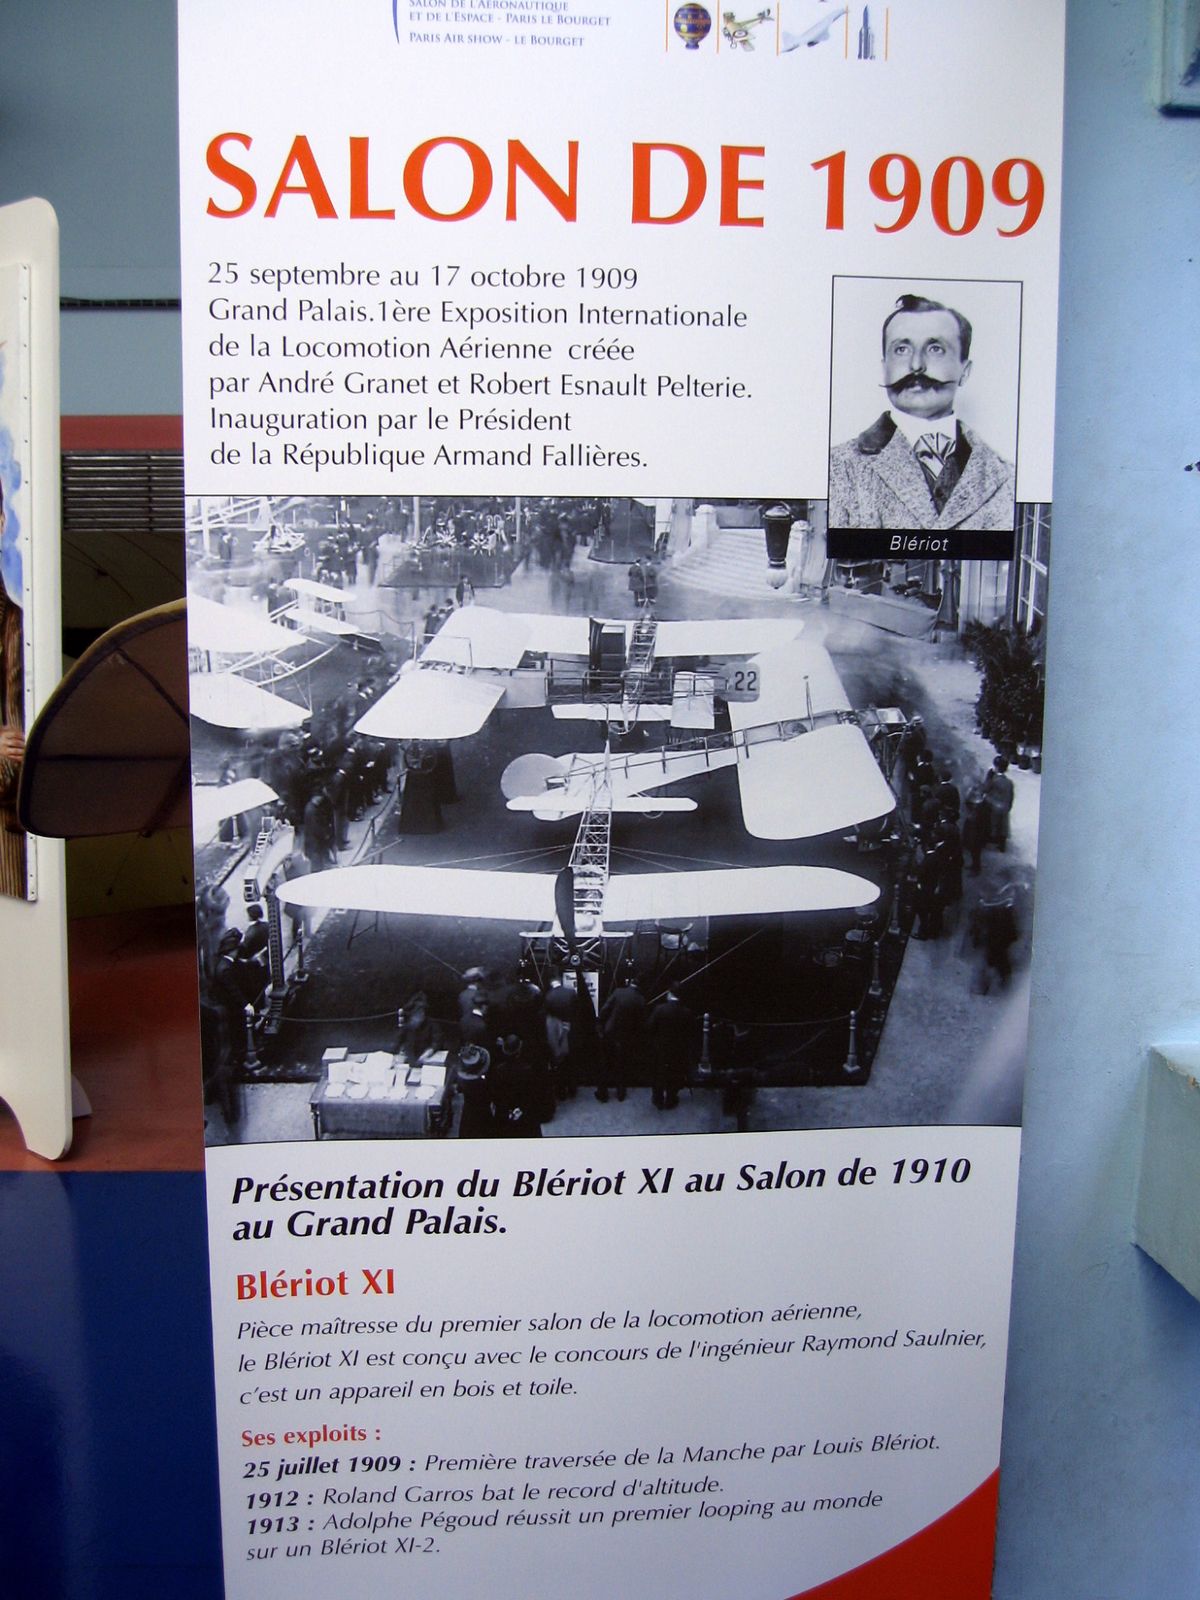 SALON DE L'AÉRONAUTIQUE
ET DE L'ESPACE - PARIS LE BOURGET
PARIS AIR SHOW - LE BOURGET
SALON DE 1909
25 septembre au 17 octobre 1909
Grand Palais.1ère Exposition Internationale
de la Locomotion Aérienne créée
par André Granet et Robert Esnault Pelterie.
Inauguration par le Président
de la République Armand Fallières.
Blériot
22
Présentation du Blériot XI au Salon de 1910
au Grand Palais.
Blériot XI
Pièce maîtresse du premier salon de la locomotion aérienne,
le Blériot XI est conçu avec le concours de l'ingénieur Raymond Saulnier,
c'est un appareil en bois et toile.
Ses exploits :
25 juillet 1909 : Première traversée de la Manche par Louis Blériot.
1912 : Roland Garros bat le record d'altitude.
1913 : Adolphe Pégoud réussit un premier looping au monde
sur un Blériot XI-2.